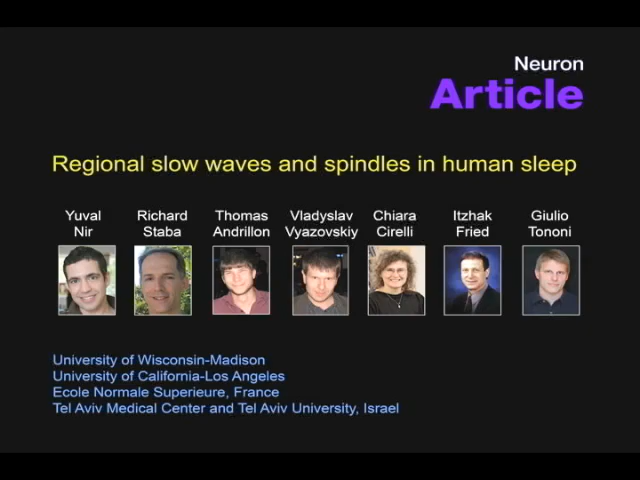 Neuron
Article
Regional slow waves and spindles in human sleep
Yuval Nir
Richard Staba
Thomas Andrillon
Vladyslav Vyazovskiy
Chiara Cirelli
Itzhak Fried
Giulio Tononi
University of Wisconsin-Madison
University of California-Los Angeles
Ecole Normale Superieure, France
Tel Aviv Medical Center and Tel Aviv University, Israel